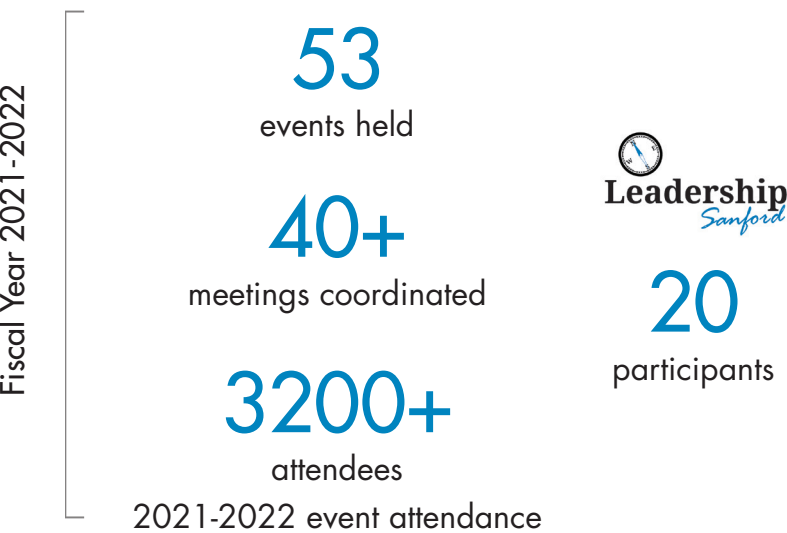 Fiscal Year 2021-2022
53
events held
40+
meetings coordinated
3200+
attendees
2021-2022 event attendance
Leadership
Sanford
20
participants